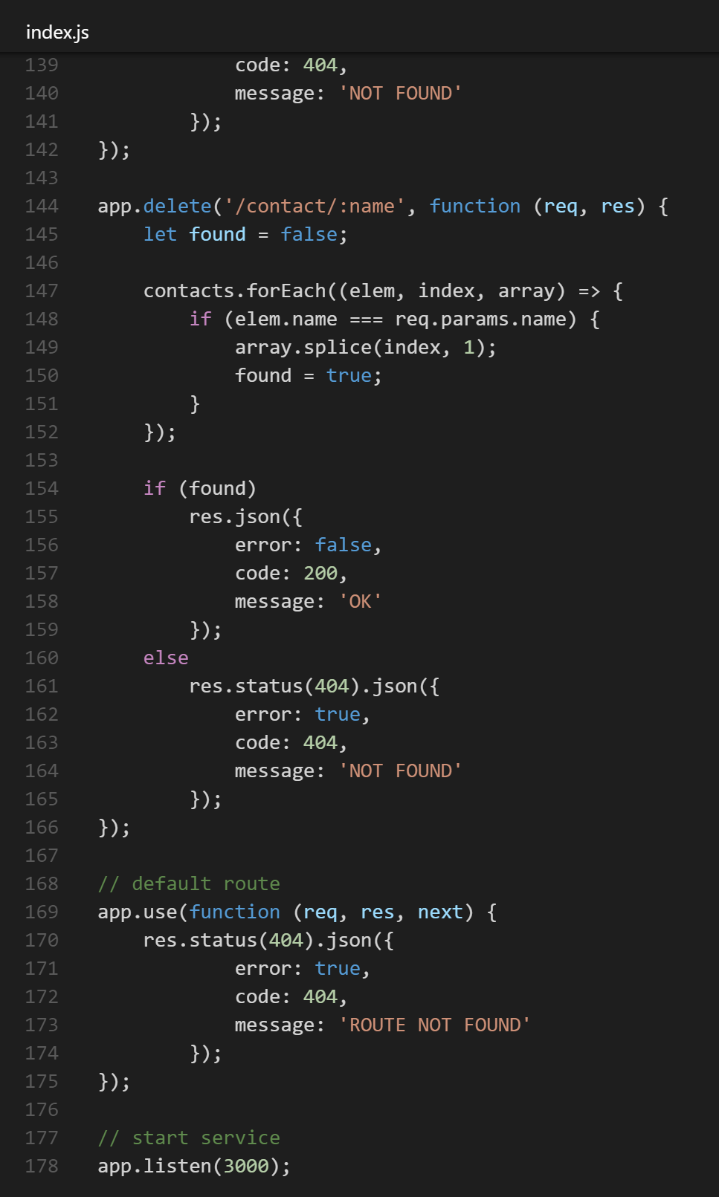 index.js
139                code: 404,
140                message: 'NOT FOUND'
141            });
142    });
143
144    app.delete('/contact/:name', function (req, res) {
145        let found = false;
146
147        contacts.forEach((elem, index, array) => {
148            if (elem.name === req.params.name) {
149                array.splice(index, 1);
150                found = true;
151            }
152        });
153
154        if (found)
155            res.json({
156                error: false,
157                code: 200,
158                message: 'OK'
159            });
160        else
161            res.status(404).json({
162                error: true,
163                code: 404,
164                message: 'NOT FOUND'
165            });
166    });
167
168    // default route
169    app.use(function (req, res, next) {
170        res.status(404).json({
171                error: true,
172                code: 404,
173                message: 'ROUTE NOT FOUND'
174            });
175    });
176
177    // start service
178    app.listen(3000);